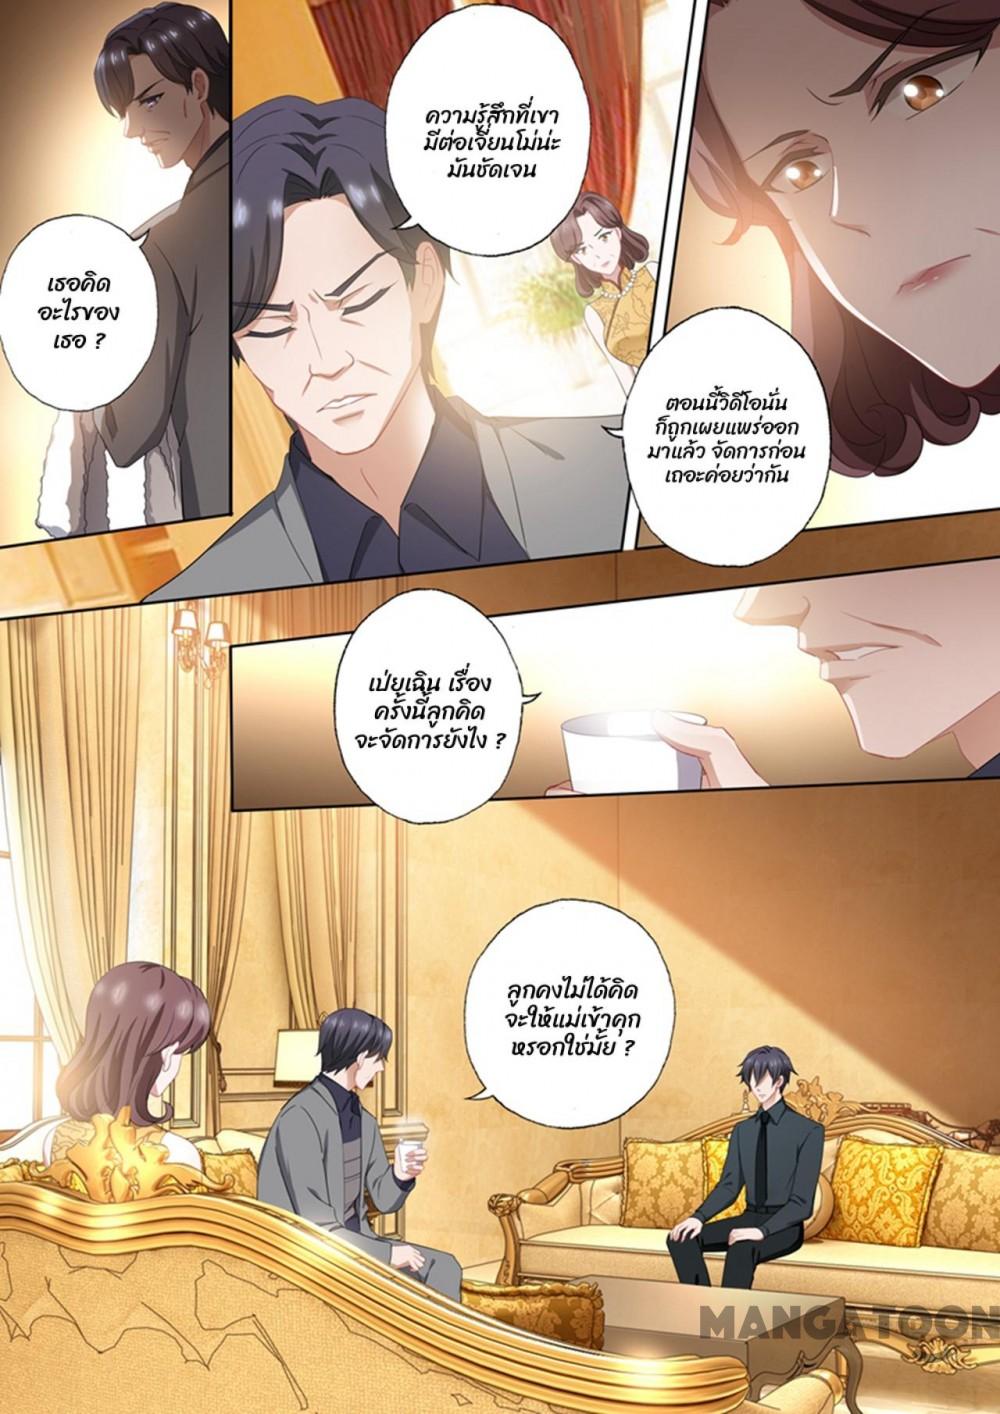 เธอคิด
อะไรของ
เธอ ?
ความรู้สึกที่เขา
มีต่อเจี่ยนโม่น่ะ
มันชัดเจน
ตอนนี้วิดีโอนั่น
ก็ถูกเผยแพร่ออก
มาแล้ว จัดการก่อน
เถอะค่อยว่ากัน
เป่ยเฉิน เรื่อง
ครั้งนี้ลูกคิด
จะจัดการยังไง ?
ลูกคงไม่ได้คิด
จะให้แม่เข้าคุก
หรอกใช่มั้ย ?
MANGATOON